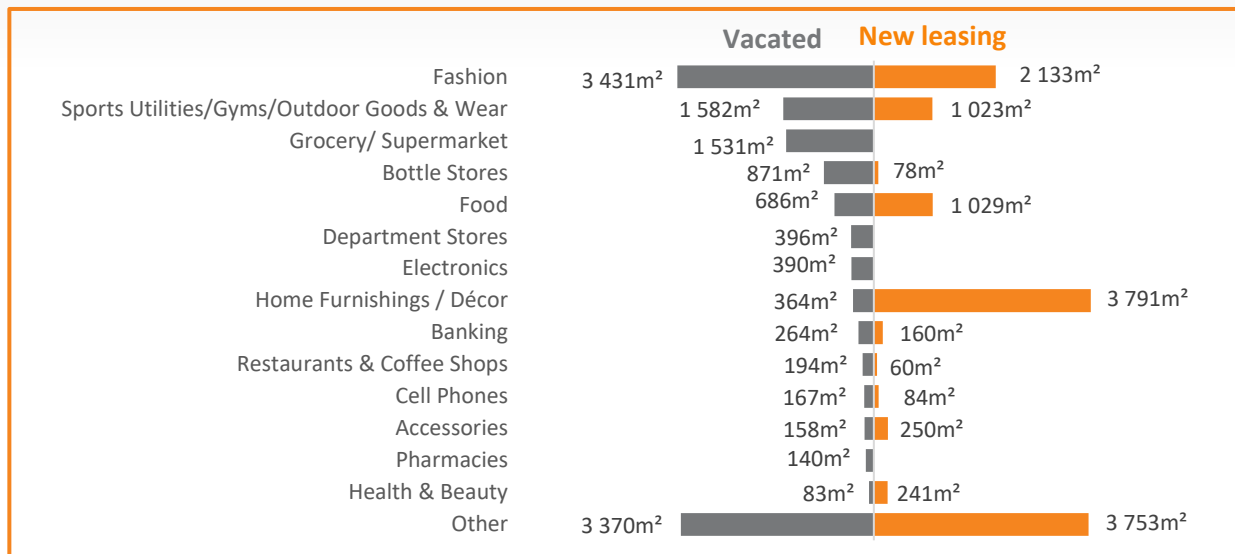 Vacated New leasing
Fashion 3 431m² 2 133m²
Sports Utilities/Gyms/Outdoor Goods & Wear 1 582m² 1 023m²
Grocery/ Supermarket 1 531m²
Bottle Stores 871m² 78m²
Food 686m² 1 029m²
Department Stores 396m²
Electronics 390m²
Home Furnishings / Décor 364m² 3 791m²
Banking 264m² 160m²
Restaurants & Coffee Shops 194m² 60m²
Cell Phones 167m² 84m²
Accessories 158m² 250m²
Pharmacies 140m²
Health & Beauty 83m² 241m²
Other 3 370m² 3 753m²